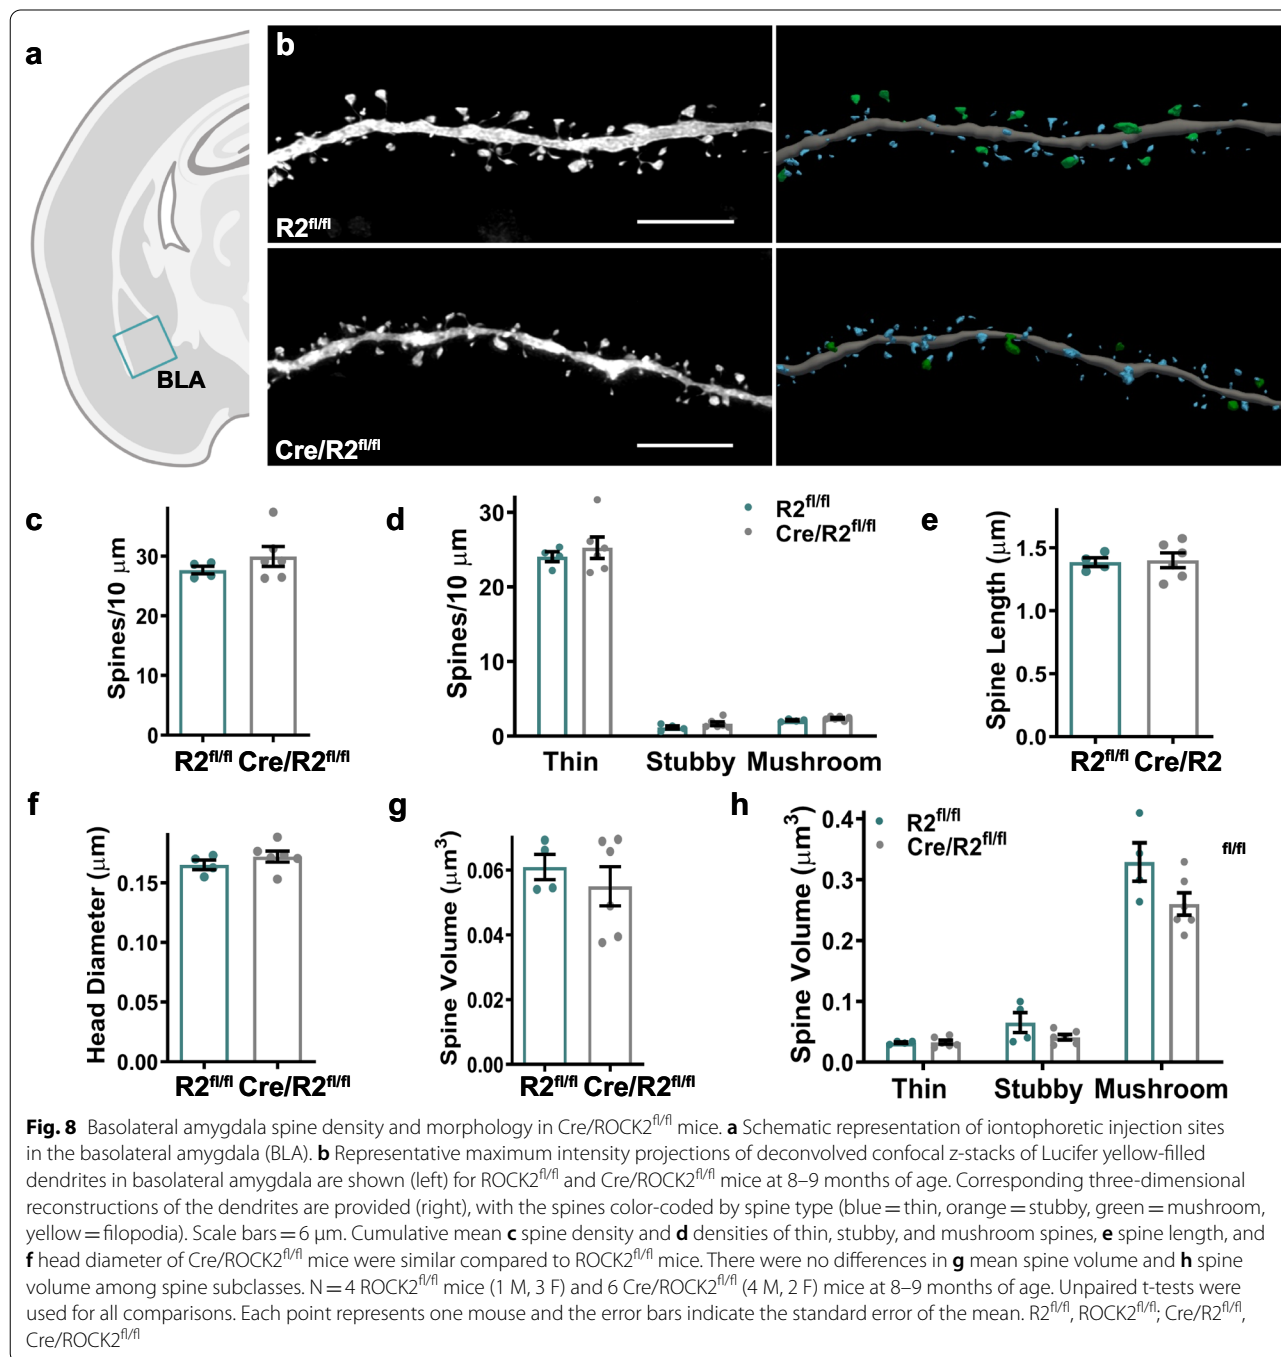 a
BLA
b
R2fl/fl
Cre/R2fl/fl
c
Spines/10 μm
30
20
10
0
R2fl/fl Cre/R2fl/fl
d
Spines/10 μm
30
20
10
0
R2fl/fl
Cre/R2fl/fl
Thin Stubby Mushroom
e
Spine Length (μm)
1.5
1.0
0.5
0.0
R2fl/fl Cre/R2
fl/fl
f
Head Diameter (μm)
0.15
0.10
0.05
0.00
R2fl/fl Cre/R2fl/fl
g
Spine Volume (μm3)
0.06
0.04
0.02
0.00
R2fl/fl Cre/R2fl/fl
h
Spine Volume (μm3)
0.4
0.3
0.2
0.1
0.0
R2fl/fl
Cre/R2fl/fl
Thin Stubby Mushroom
Fig. 8 Basolateral amygdala spine density and morphology in Cre/ROCK2fl/fl mice. a Schematic representation of iontophoretic injection sites
in the basolateral amygdala (BLA). b Representative maximum intensity projections of deconvolved confocal z-stacks of Lucifer yellow-filled
dendrites in basolateral amygdala are shown (left) for ROCK2fl/fl and Cre/ROCK2fl/fl mice at 8–9 months of age. Corresponding three-dimensional
reconstructions of the dendrites are provided (right), with the spines color-coded by spine type (blue = thin, orange = stubby, green = mushroom,
yellow = filopodia). Scale bars = 6 μm. Cumulative mean c spine density and d densities of thin, stubby, and mushroom spines, e spine length, and
f head diameter of Cre/ROCK2fl/fl mice were similar compared to ROCK2fl/fl mice. There were no differences in g mean spine volume and h spine
volume among spine subclasses. N = 4 ROCK2fl/fl mice (1 M, 3 F) and 6 Cre/ROCK2fl/fl (4 M, 2 F) mice at 8–9 months of age. Unpaired t-tests were
used for all comparisons. Each point represents one mouse and the error bars indicate the standard error of the mean. R2fl/fl, ROCK2fl/fl; Cre/R2fl/fl,
Cre/ROCK2fl/fl